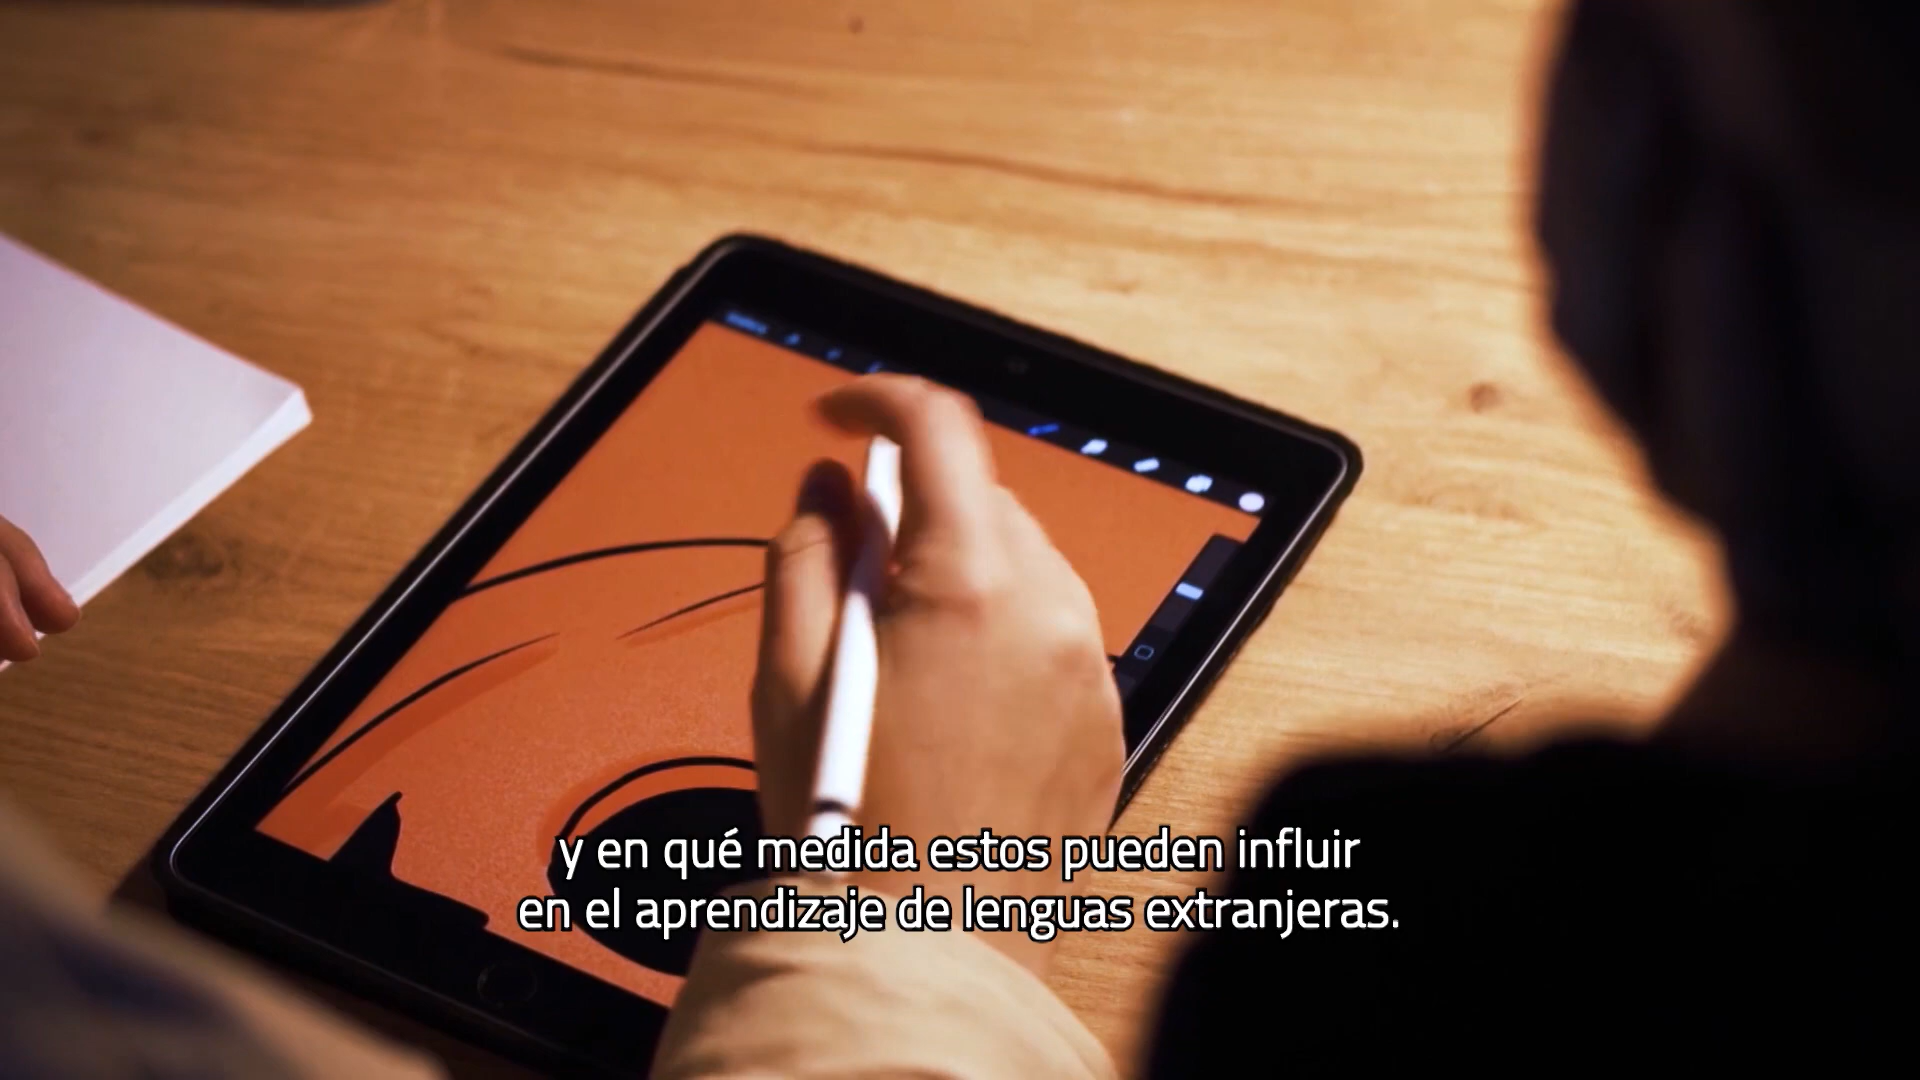 y en qué medida estos pueden influir
en el aprendizaje de lenguas extranjeras.